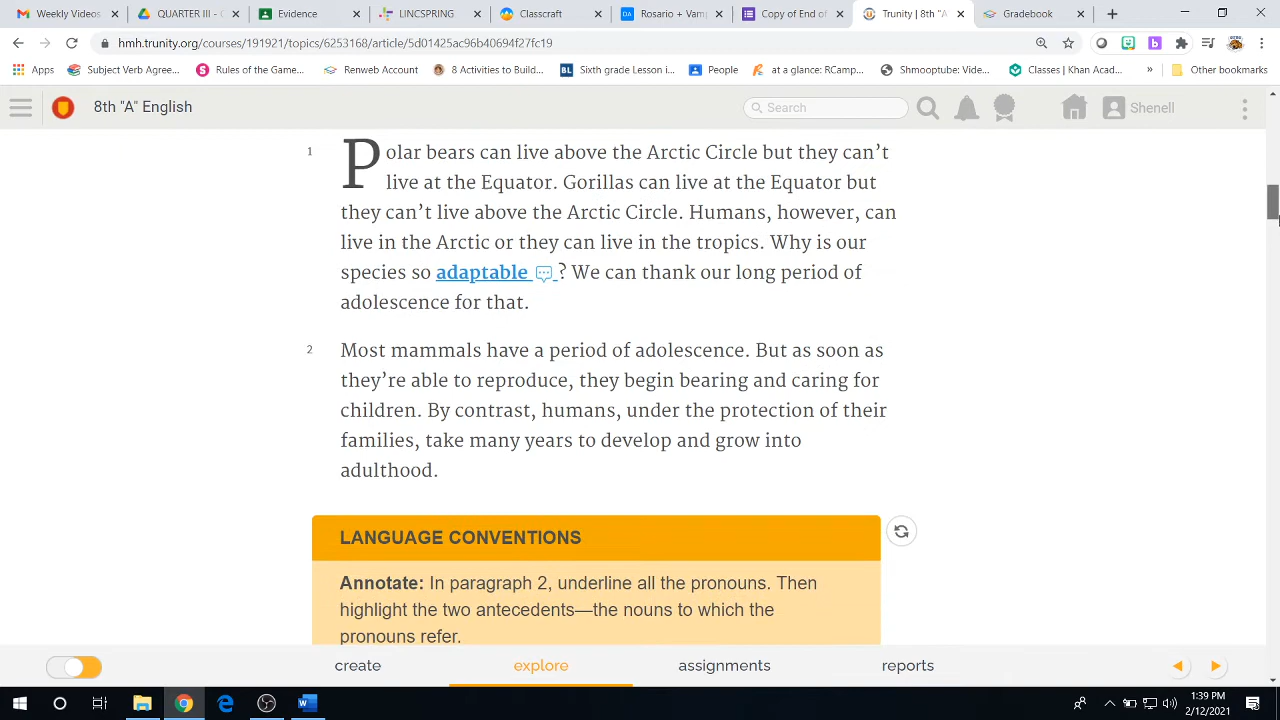 Weekly Videos
QUARTER III - G
Evidence
LINCSPRING
Classcraft
DA Rosario + Vam
Copy of End of
Trunity | 8th "A
Gradebook
hmh.trunity.org/courses/191921/topics/6253168/article/5d01425ac96b40694f27fc19
Apps
Subject Verb Agree...
Rules of the Game...
Renweb Account
8 Activities to Build...
BL Sixth grade Lesson i...
People
at a glance: RCamp...
Shmooptube: Vide...
Classes | Khan Acad...
»
Other bookmarks
8th "A" English
Search
Shenell
1
Polar bears can live above the Arctic Circle but they can't
live at the Equator. Gorillas can live at the Equator but
they can't live above the Arctic Circle. Humans, however, can
live in the Arctic or they can live in the tropics. Why is our
species so adaptable ? We can thank our long period of
adolescence for that.
2
Most mammals have a period of adolescence. But as soon as
they're able to reproduce, they begin bearing and caring for
children. By contrast, humans, under the protection of their
families, take many years to develop and grow into
adulthood.
LANGUAGE CONVENTIONS
Annotate: In paragraph 2, underline all the pronouns. Then
highlight the two antecedents—the nouns to which the
pronouns refer.
create
explore
assignments
reports
1:39 PM
2/12/2021